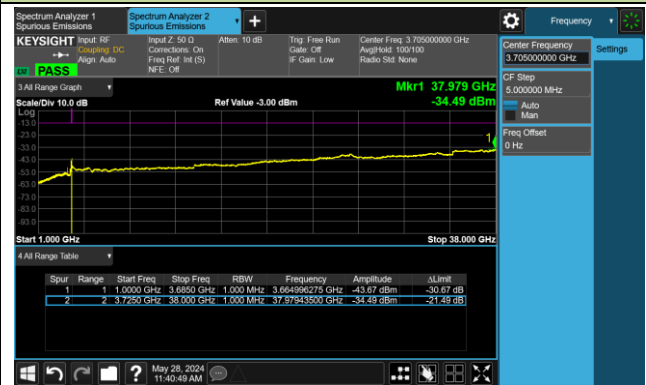 Spectrum Analyzer 1
Spurious Emissions
Spectrum Analyzer 2
Spurious Emissions
Frequency
KEYSIGHT
Input: RF
Coupling: DC
Align: Auto
Input Z: 50 Ω
Corrections: On
Freq Ref: Int (S)
NFE: Off
Atten: 10 dB
Trig: Free Run
Gate: Off
IF Gain: Low
Center Freq: 3.705000000 GHz
Avg|Hold: 100/100
Radio Std: None
PASS
Center Frequency
3.705000000 GHz
Settings
CF Step
5.000000 MHz
Auto
Man
Freq Offset
0 Hz
3 All Range Graph
Mkr1 37.979 GHz
Scale/Div 10.0 dB
Ref Value -3.00 dBm
-34.49 dBm
Log
-13.0
-23.0
-33.0
-43.0
-53.0
-63.0
-73.0
-83.0
-93.0
1
Start 1.000 GHz
Stop 38.000 GHz
4 All Range Table
Spur Range Start Freq Stop Freq RBW Frequency Amplitude ΔLimit
1 1 1.0000 GHz 3.6850 GHz 1.000 MHz 3.664996275 GHz -43.67 dBm -30.67 dB
2 2 3.7250 GHz 38.000 GHz 1.000 MHz 37.97943500 GHz -34.49 dBm -21.49 dB
?
May 28, 2024
11:40:49 AM